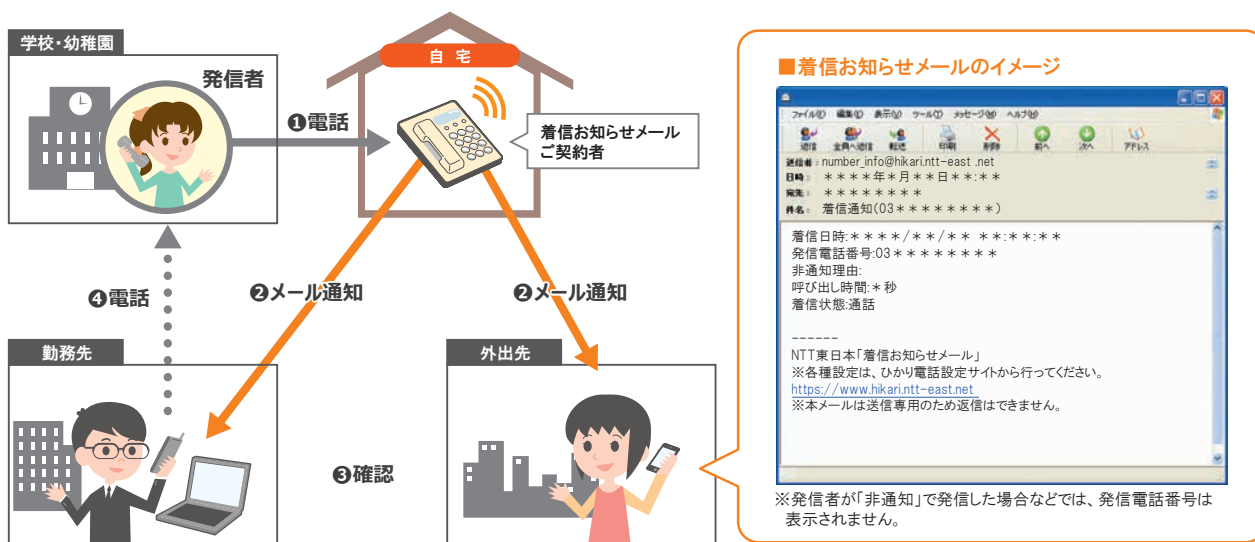 学校・幼稚園
発信者
❶電話
自 宅
着信お知らせメール
ご契約者
❹電話
❷メール通知
❷メール通知
勤務先
❸確認
外出先
■着信お知らせメールのイメージ
ファイル(F) 編集(E) 表示(V) ツール(T) メッセージ(M) ヘルプ(H)
返信 全員へ返信 転送 印刷 削除 前へ 次へ アドレス
送信者：number_info@hikari.ntt-east .net
日時： ＊＊＊＊年＊月＊＊日＊＊:＊＊
宛先： ＊＊＊＊＊＊＊＊
件名： 着信通知(03＊＊＊＊＊＊＊＊)
着信日時:＊＊＊＊/＊＊/＊＊ ＊＊:＊＊:＊＊
発信電話番号:03＊＊＊＊＊＊＊＊
非通知理由:
呼び出し時間:＊秒
着信状態:通話
------
NTT東日本「着信お知らせメール」
※各種設定は、ひかり電話設定サイトから行ってください。
https://www.hikari.ntt-east.net
※本メールは送信専用のため返信はできません。
※発信者が「非通知」で発信した場合などでは、発信電話番号は
表示されません。